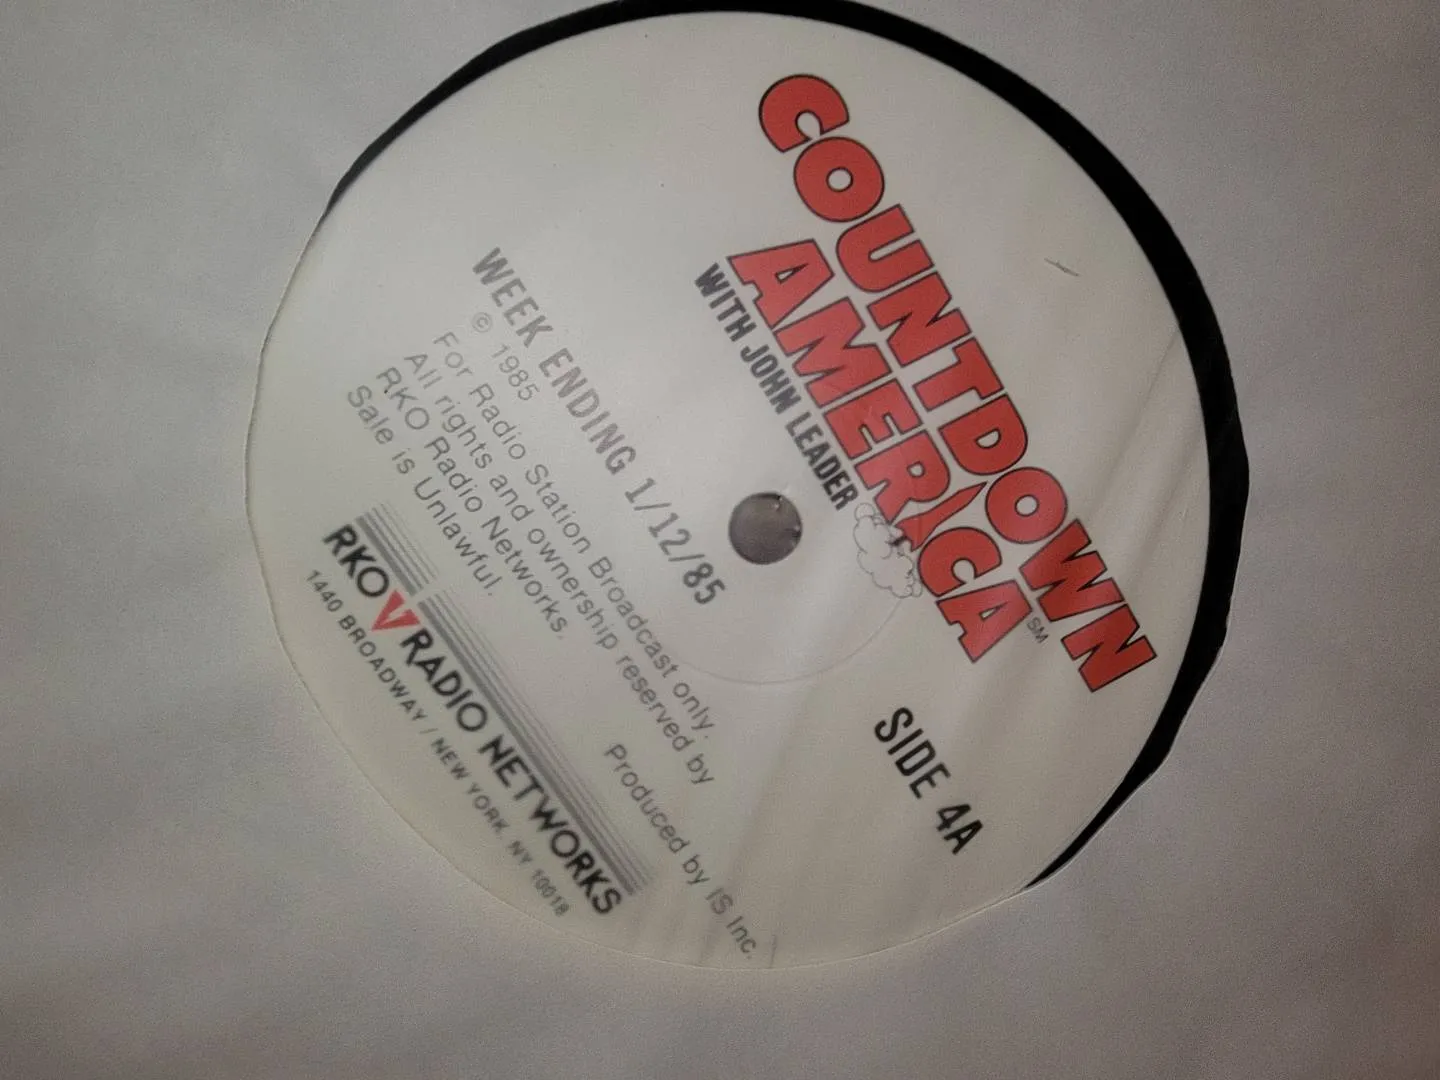 COUNTDOWN
AMERICA℠
WITH JOHN LEADER
SIDE 4A
WEEK ENDING 1/12/85
© 1985
For Radio Station Broadcast only.
All rights and ownership reserved by
RKO Radio Networks.
Sale is Unlawful.
Produced by IS Inc.
RKO RADIO NETWORKS
1440 BROADWAY / NEW YORK, NY 10018